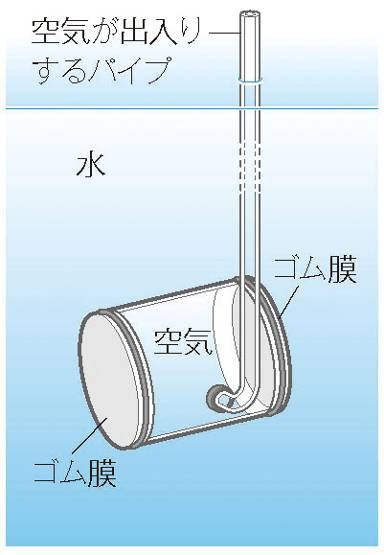 空気が出入り
するパイプ
水
ゴム膜
空気
ゴム膜